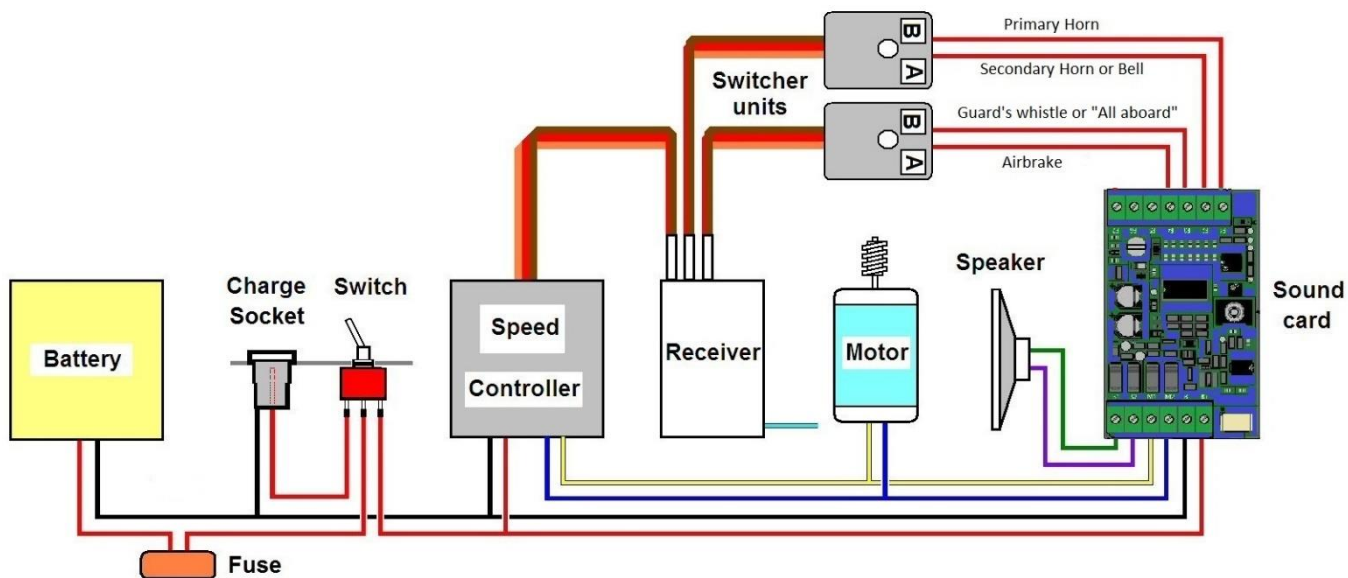 Primary Horn
B
A
Secondary Horn or Bell
Switcher
units
Guard's whistle or "All aboard"
B
A
Airbrake
Charge
Socket
Switch
Speaker
Sound
card
Battery
Speed
Controller
Receiver
Motor
Fuse